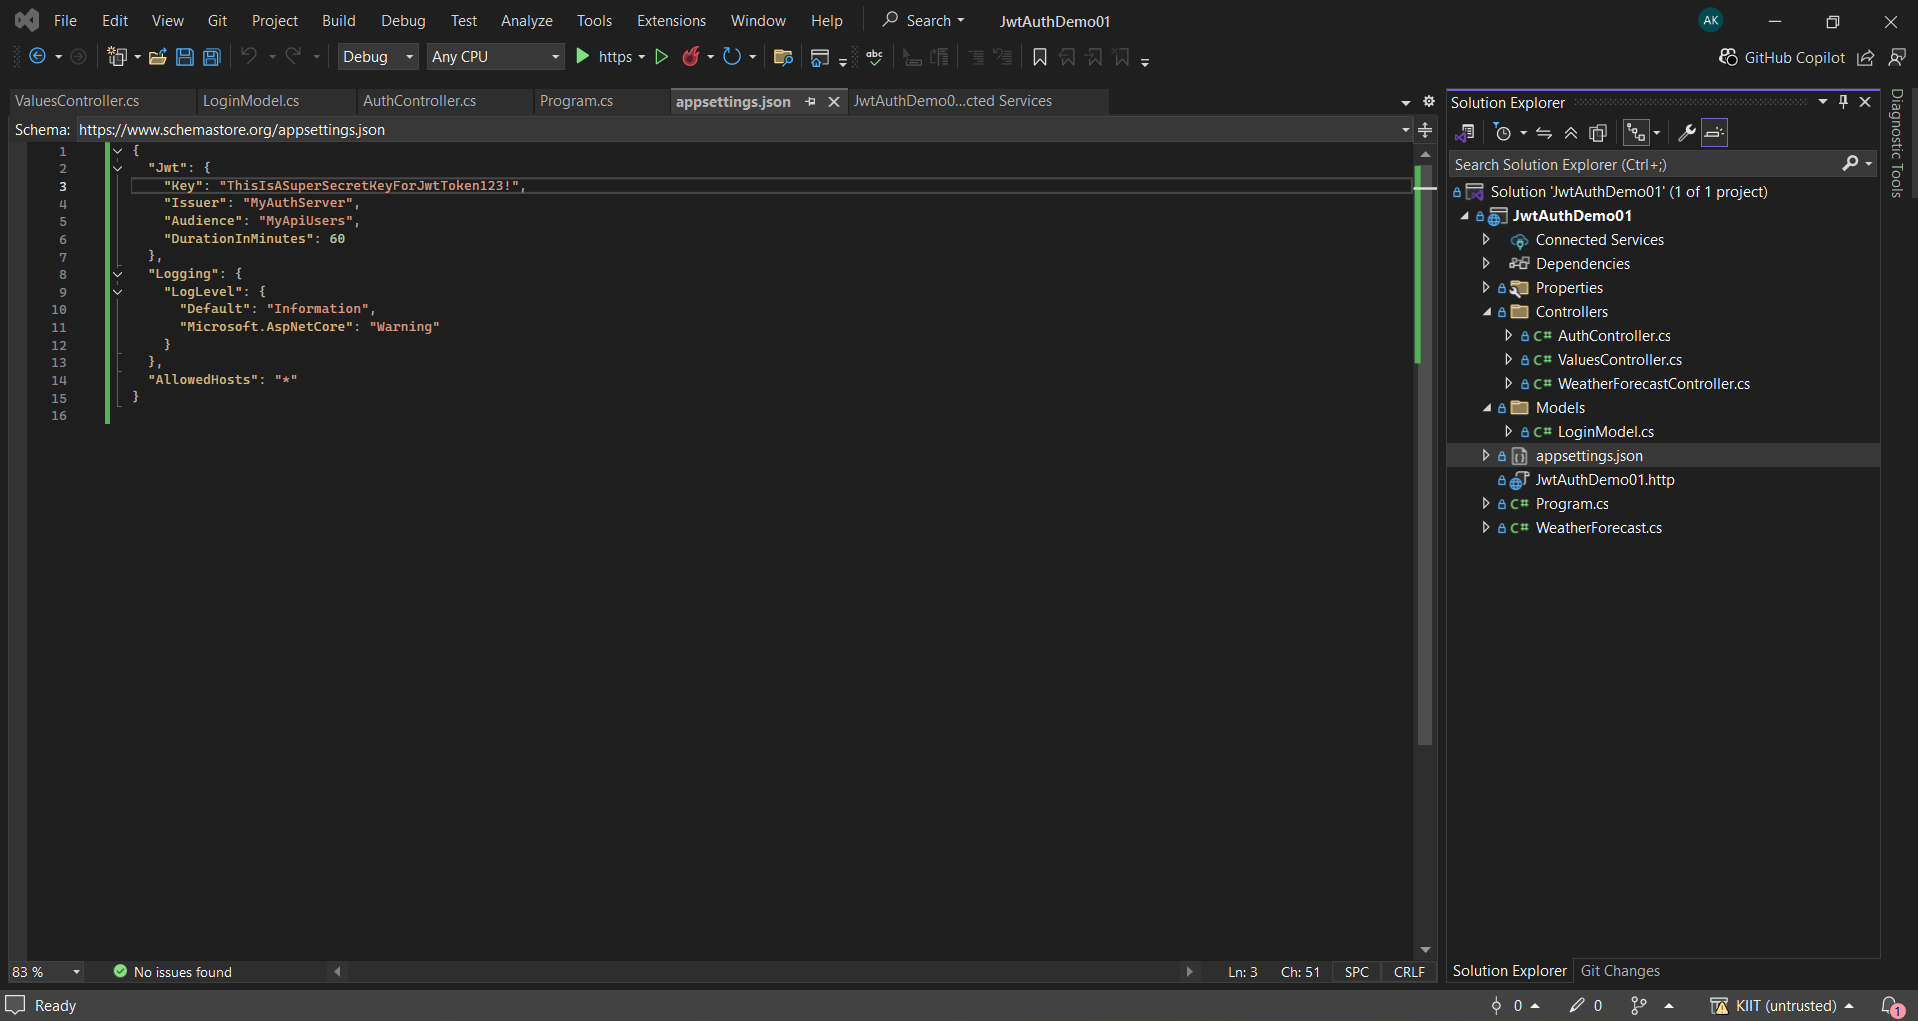 File Edit View Git Project Build Debug Test Analyze Tools Extensions Window Help Search JwtAuthDemo01 AK
Debug Any CPU https abc GitHub Copilot
ValuesController.cs LoginModel.cs AuthController.cs Program.cs appsettings.json JwtAuthDemo0...cted Services
Schema: https://www.schemastore.org/appsettings.json
1 {
2 "Jwt": {
3 "Key": "ThisIsASuperSecretKeyForJwtToken123!",
4 "Issuer": "MyAuthServer",
5 "Audience": "MyApiUsers",
6 "DurationInMinutes": 60
7 },
8 "Logging": {
9 "LogLevel": {
10 "Default": "Information",
11 "Microsoft.AspNetCore": "Warning"
12 }
13 },
14 "AllowedHosts": "*"
15 }
16
83 % No issues found Ln: 3 Ch: 51 SPC CRLF
Solution Explorer
Search Solution Explorer (Ctrl+;)
Solution 'JwtAuthDemo01' (1 of 1 project)
JwtAuthDemo01
Connected Services
Dependencies
Properties
Controllers
C# AuthController.cs
C# ValuesController.cs
C# WeatherForecastController.cs
Models
C# LoginModel.cs
appsettings.json
JwtAuthDemo01.http
C# Program.cs
C# WeatherForecast.cs
Solution Explorer Git Changes
Diagnostic Tools
Ready 0 0 KIIT (untrusted) 1